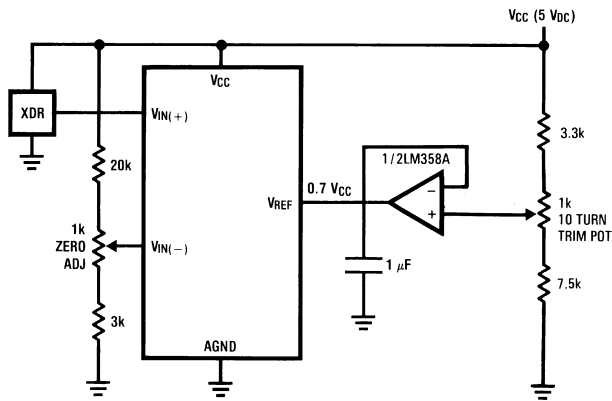 VCC (5 VDC)
XDR
VCC
VIN(+)
20k
1k
ZERO
ADJ
VIN(−)
3k
AGND
VREF
0.7 VCC
1/2LM358A
−
+
1 μF
3.3k
1k
10 TURN
TRIM POT
7.5k